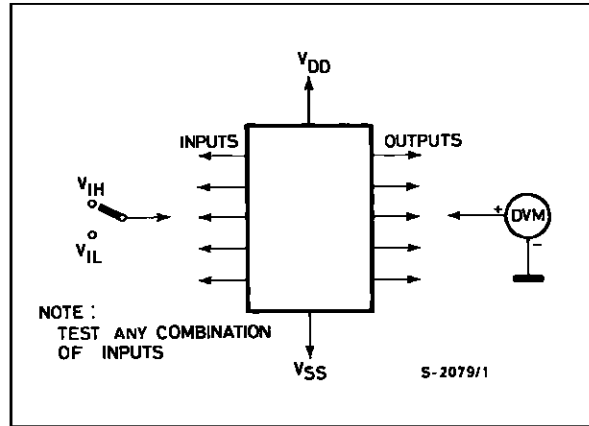 VDD
INPUTS
OUTPUTS
VIH
VIL
+
DVM
−
NOTE :
TEST ANY COMBINATION
OF INPUTS
VSS
S-2079/1